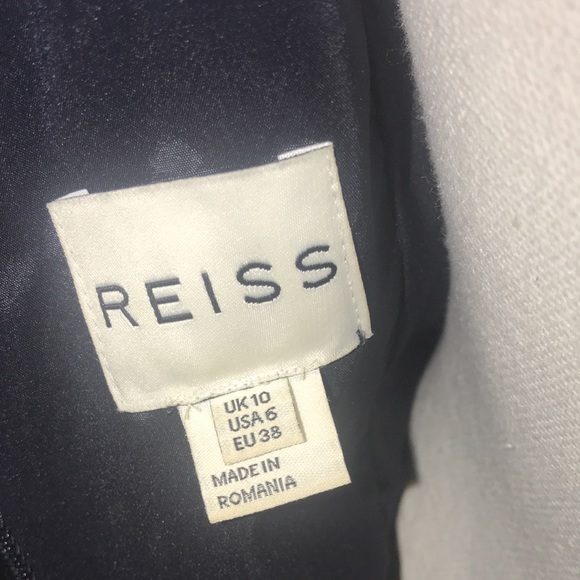 REISS
UK 10
USA 6
EU 38
MADE IN
ROMANIA